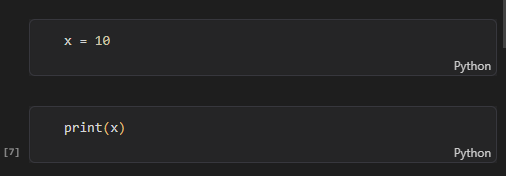 x = 10
Python
print(x)
[7]
Python